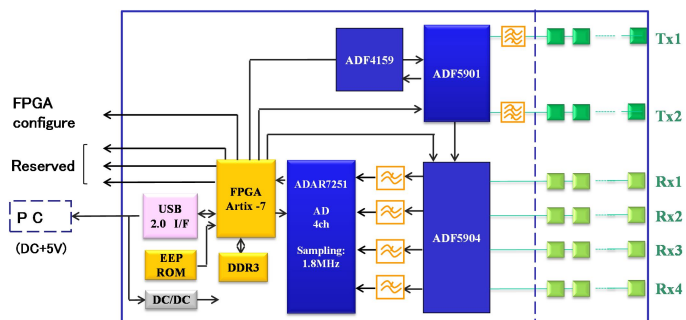 ADF4159
ADF5901
Tx1
Tx2
FPGA
configure
Reserved
P C
(DC+5V)
USB
2.0 I/F
EEP
ROM
DC/DC
FPGA
Artix -7
DDR3
ADAR7251
AD
4ch
Sampling:
1.8MHz
ADF5904
Rx1
Rx2
Rx3
Rx4